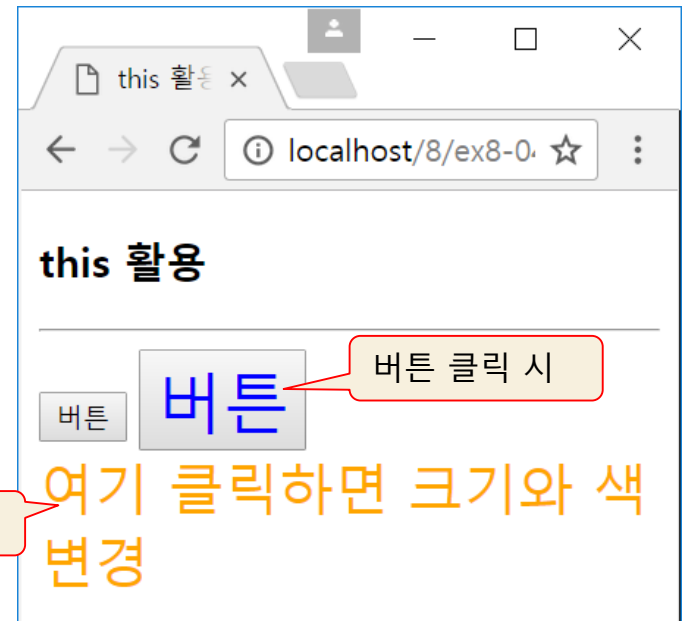 this 활용
localhost/8/ex8-04
this 활용
버튼 클릭 시
버튼 버튼
여기 클릭하면 크기와 색
변경